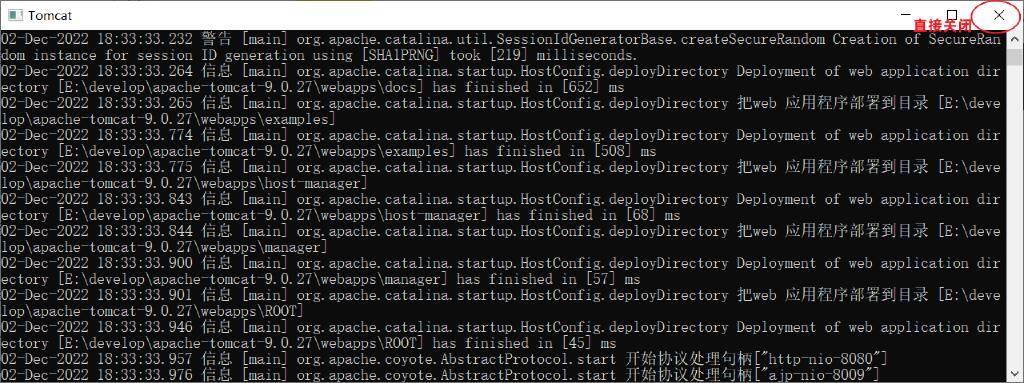 Tomcat
直接关闭
02-Dec-2022 18:33:33.232 警告 [main] org.apache.catalina.util.SessionIdGeneratorBase.createSecureRandom Creation of SecureRan
dom instance for session ID generation using [SHA1PRNG] took [219] milliseconds.
02-Dec-2022 18:33:33.264 信息 [main] org.apache.catalina.startup.HostConfig.deployDirectory Deployment of web application dir
ectory [E:\develop\apache-tomcat-9.0.27\webapps\docs] has finished in [652] ms
02-Dec-2022 18:33:33.265 信息 [main] org.apache.catalina.startup.HostConfig.deployDirectory 把web 应用程序部署到目录 [E:\deve
lop\apache-tomcat-9.0.27\webapps\examples]
02-Dec-2022 18:33:33.774 信息 [main] org.apache.catalina.startup.HostConfig.deployDirectory Deployment of web application dir
ectory [E:\develop\apache-tomcat-9.0.27\webapps\examples] has finished in [508] ms
02-Dec-2022 18:33:33.775 信息 [main] org.apache.catalina.startup.HostConfig.deployDirectory 把web 应用程序部署到目录 [E:\deve
lop\apache-tomcat-9.0.27\webapps\host-manager]
02-Dec-2022 18:33:33.843 信息 [main] org.apache.catalina.startup.HostConfig.deployDirectory Deployment of web application dir
ectory [E:\develop\apache-tomcat-9.0.27\webapps\host-manager] has finished in [68] ms
02-Dec-2022 18:33:33.844 信息 [main] org.apache.catalina.startup.HostConfig.deployDirectory 把web 应用程序部署到目录 [E:\deve
lop\apache-tomcat-9.0.27\webapps\manager]
02-Dec-2022 18:33:33.900 信息 [main] org.apache.catalina.startup.HostConfig.deployDirectory Deployment of web application dir
ectory [E:\develop\apache-tomcat-9.0.27\webapps\manager] has finished in [57] ms
02-Dec-2022 18:33:33.901 信息 [main] org.apache.catalina.startup.HostConfig.deployDirectory 把web 应用程序部署到目录 [E:\deve
lop\apache-tomcat-9.0.27\webapps\ROOT]
02-Dec-2022 18:33:33.946 信息 [main] org.apache.catalina.startup.HostConfig.deployDirectory Deployment of web application dir
ectory [E:\develop\apache-tomcat-9.0.27\webapps\ROOT] has finished in [45] ms
02-Dec-2022 18:33:33.957 信息 [main] org.apache.coyote.AbstractProtocol.start 开始协议处理句柄["http-nio-8080"]
02-Dec-2022 18:33:33.976 信息 [main] org.apache.coyote.AbstractProtocol.start 开始协议处理句柄["ajp-nio-8009"]